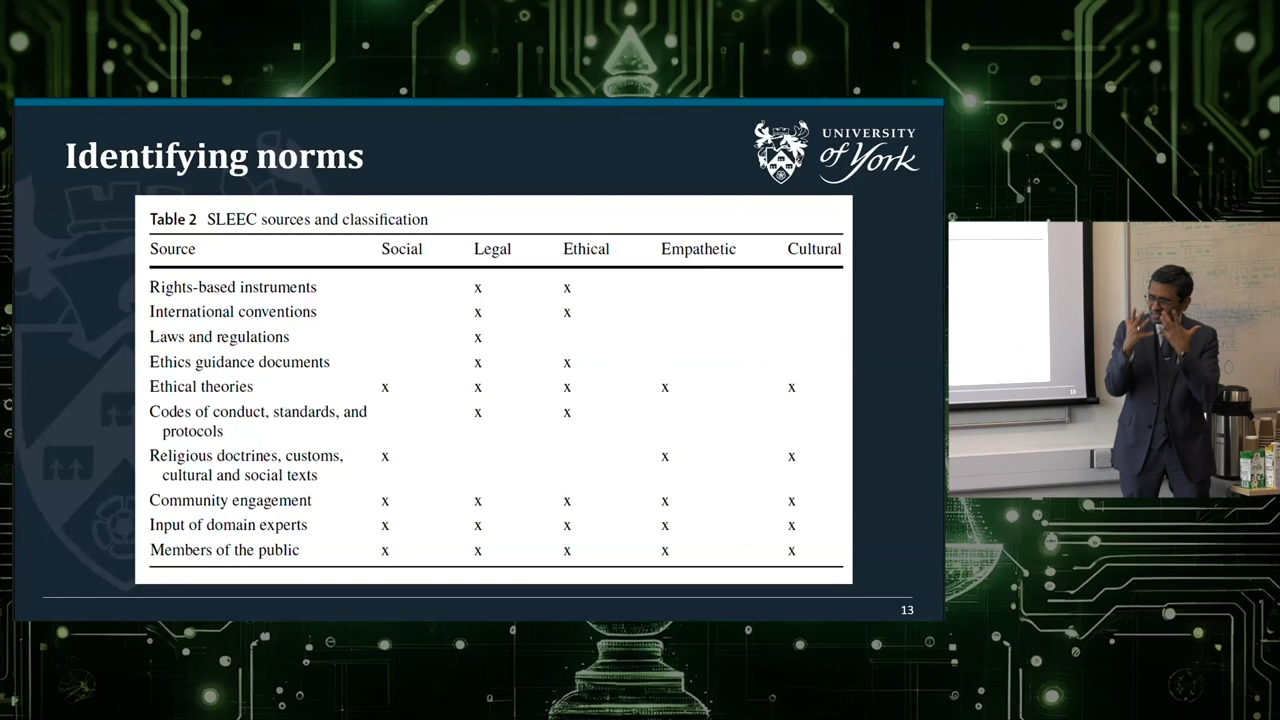 Identifying norms
UNIVERSITY
of York
Table 2 SLEEC sources and classification
Source Social Legal Ethical Empathetic Cultural
Rights-based instruments x x
International conventions x x
Laws and regulations x
Ethics guidance documents x x
Ethical theories x x x x x
Codes of conduct, standards, and x x
protocols
Religious doctrines, customs, x x x
cultural and social texts
Community engagement x x x x x
Input of domain experts x x x x x
Members of the public x x x x x
13
13